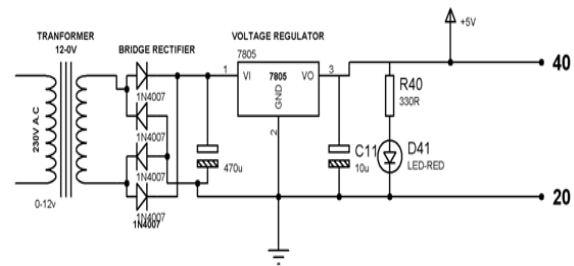 TRANFORMER
12-0V
BRIDGE RECTIFIER
VOLTAGE REGULATOR
+5V
7805
1
VI
7805
VO
3
GND
2
40
20
230V A.C
0-12v
1N4007
1N4007
1N4007
1N4007
1N4007
470u
C11
10u
R40
330R
D41
LED-RED